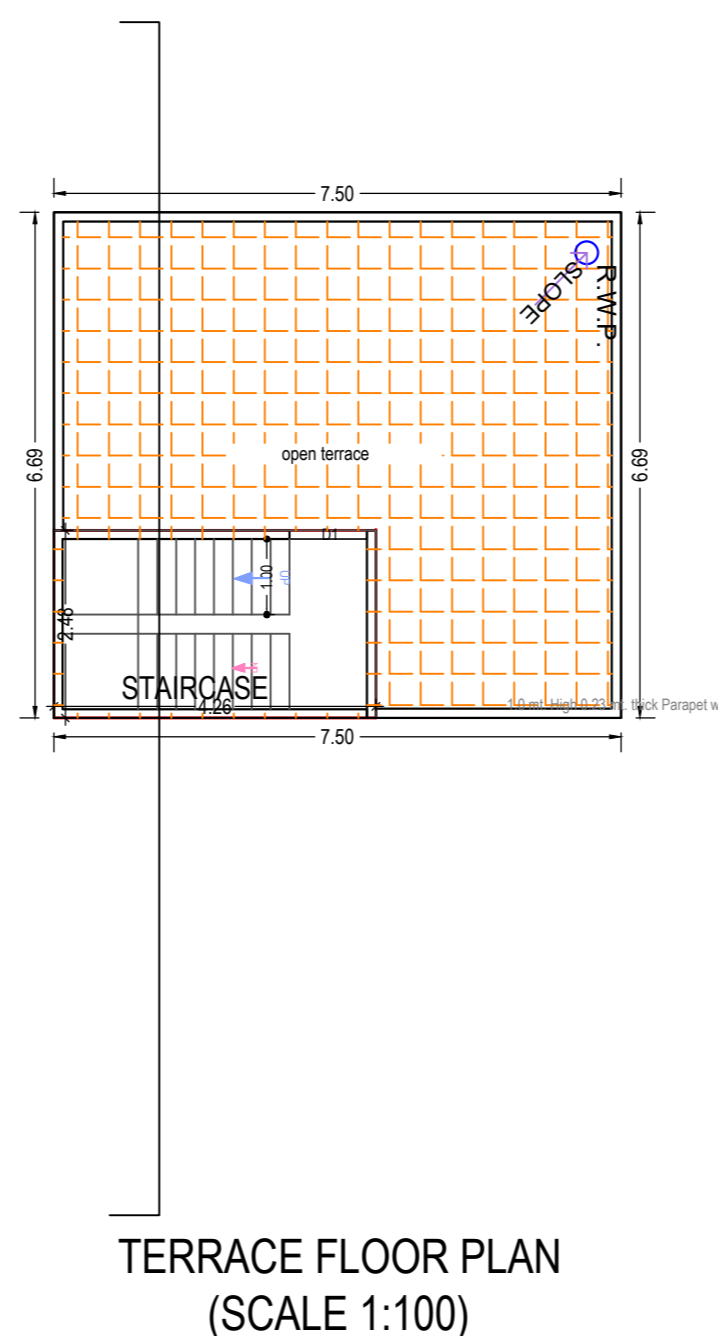 7.50
R.W.P.
SLOPE
6.69
6.69
open terrace
D1
1.00
UP
2.48
STAIRCASE
4.26
1.0 mt. High 0.23 mt. thick Parapet w
7.50
TERRACE FLOOR PLAN
(SCALE 1:100)